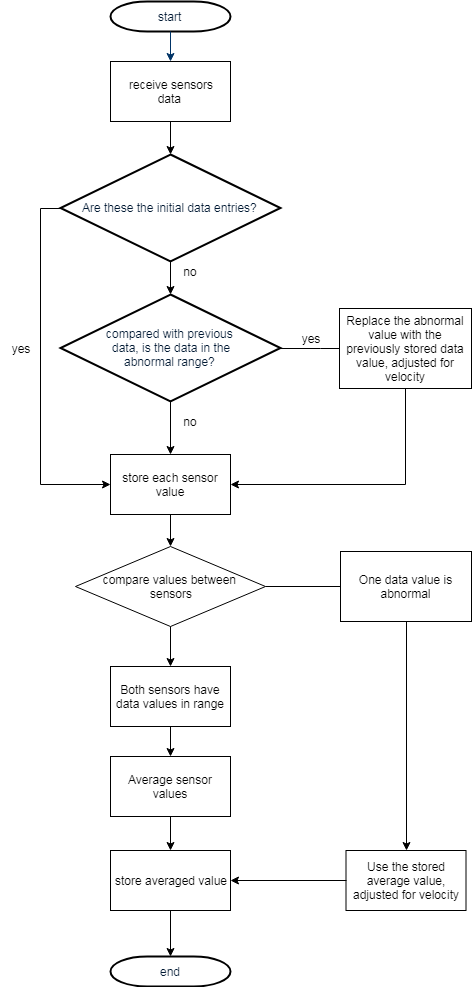 start
receive sensors
data
Are these the initial data entries?
no
compared with previous
data, is the data in the
abnormal range?
yes
Replace the abnormal
value with the
previously stored data
value, adjusted for
velocity
yes
no
store each sensor
value
compare values between
sensors
One data value is
abnormal
Both sensors have
data values in range
Average sensor
values
store averaged value
Use the stored
average value,
adjusted for velocity
end